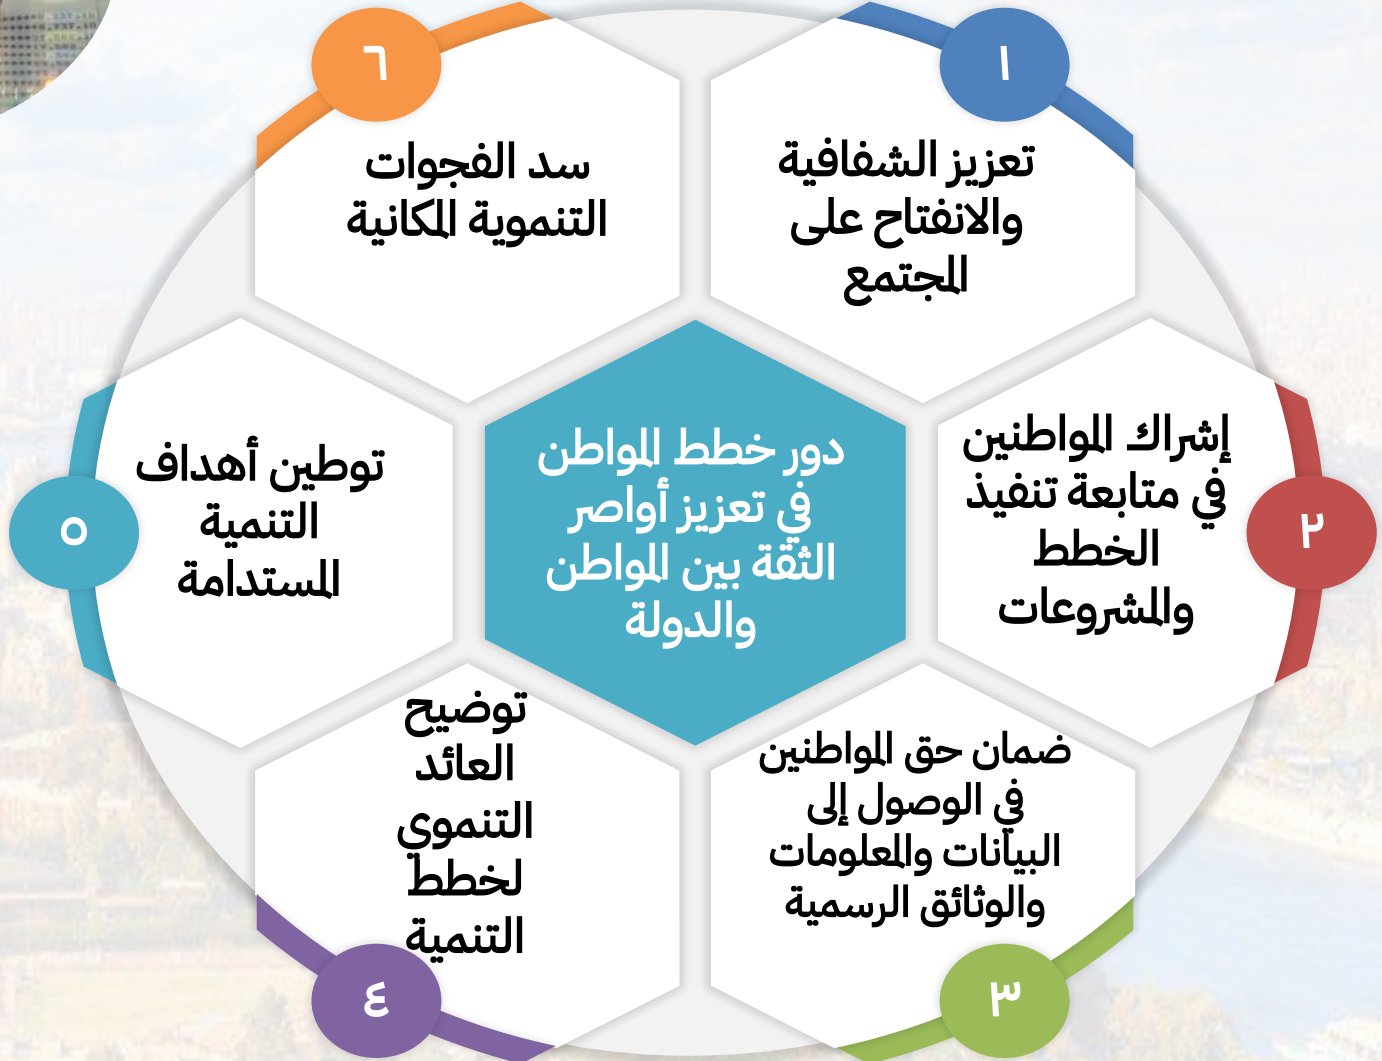 دور خطط المواطن
في تعزيز أواصر
الثقة بين المواطن
والدولة
١
تعزيز الشفافية
والانفتاح على
المجتمع
٢
إشراك المواطنين
في متابعة تنفيذ
الخطط
والمشروعات
٣
ضمان حق المواطنين
في الوصول إلى
البيانات والمعلومات
والوثائق الرسمية
٤
توضيح
العائد
التنموي
لخطط
التنمية
٥
توطين أهداف
التنمية
المستدامة
٦
سد الفجوات
التنموية المكانية